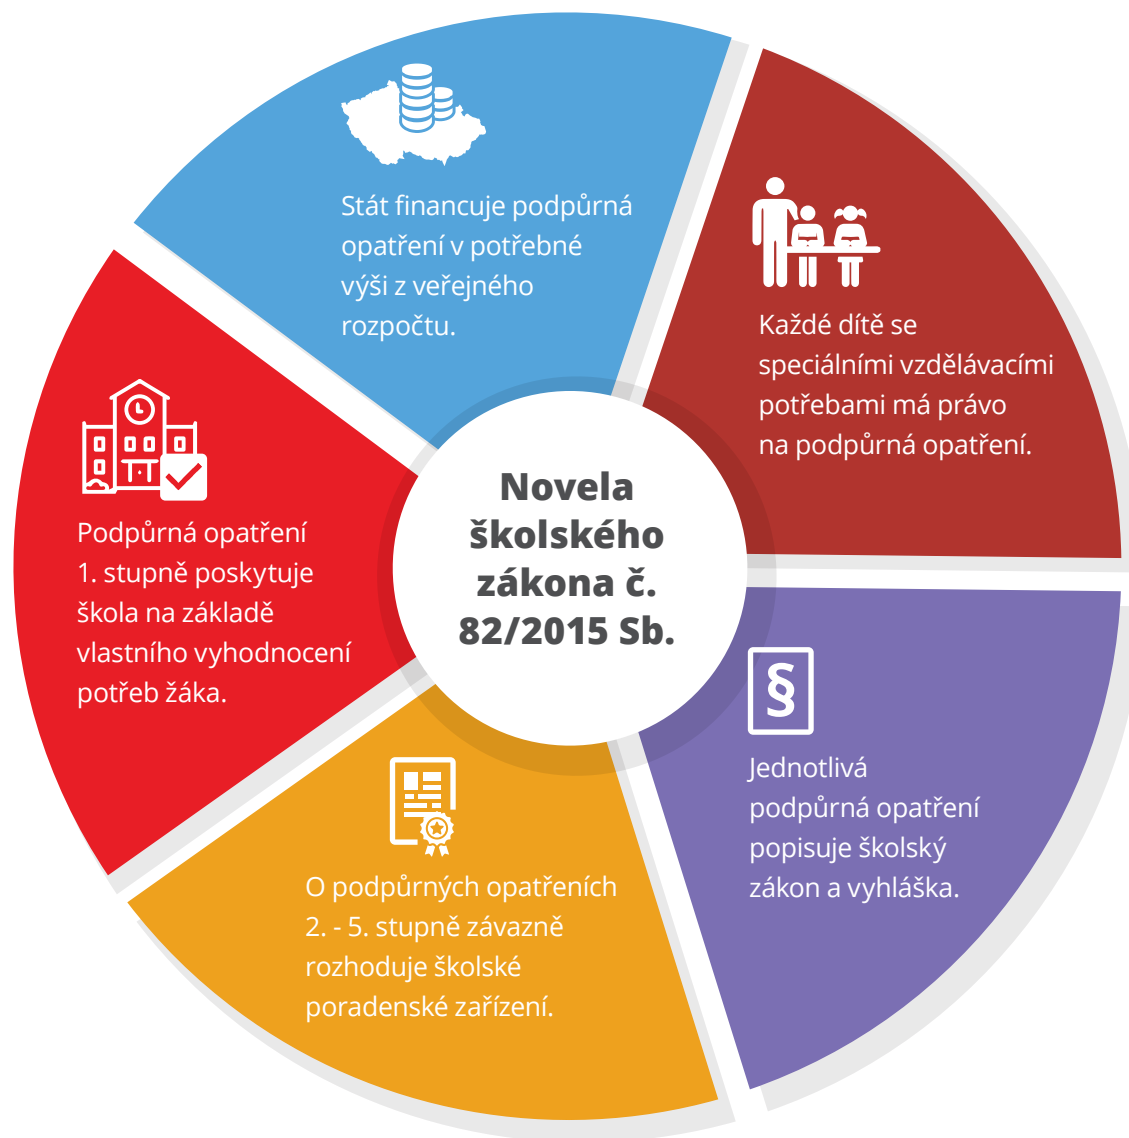 Stát financuje podpůrná
opatření v potřebné
výši z veřejného
rozpočtu.
Každé dítě se
speciálními vzdělávacími
potřebami má právo
na podpůrná opatření.
Novela
školského
zákona č.
82/2015 Sb.
Podpůrná opatření
1. stupně poskytuje
škola na základě
vlastního vyhodnocení
potřeb žáka.
§
Jednotlivá
podpůrná opatření
popisuje školský
zákon a vyhláška.
O podpůrných opatřeních
2. - 5. stupně závazně
rozhoduje školské
poradenské zařízení.